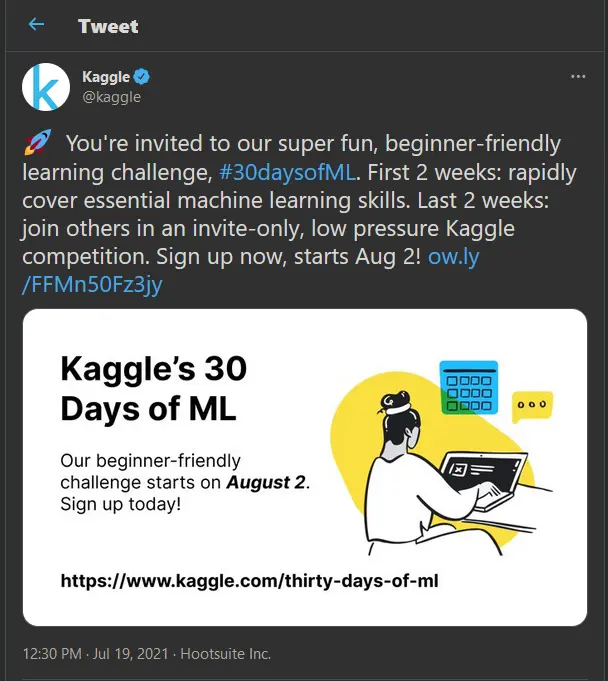 Tweet
Kaggle
@kaggle
🚀 You're invited to our super fun, beginner-friendly
learning challenge, #30daysofML. First 2 weeks: rapidly
cover essential machine learning skills. Last 2 weeks:
join others in an invite-only, low pressure Kaggle
competition. Sign up now, starts Aug 2! ow.ly
/FFMn50Fz3jy
Kaggle’s 30
Days of ML
Our beginner-friendly
challenge starts on August 2.
Sign up today!
https://www.kaggle.com/thirty-days-of-ml
12:30 PM · Jul 19, 2021 · Hootsuite Inc.